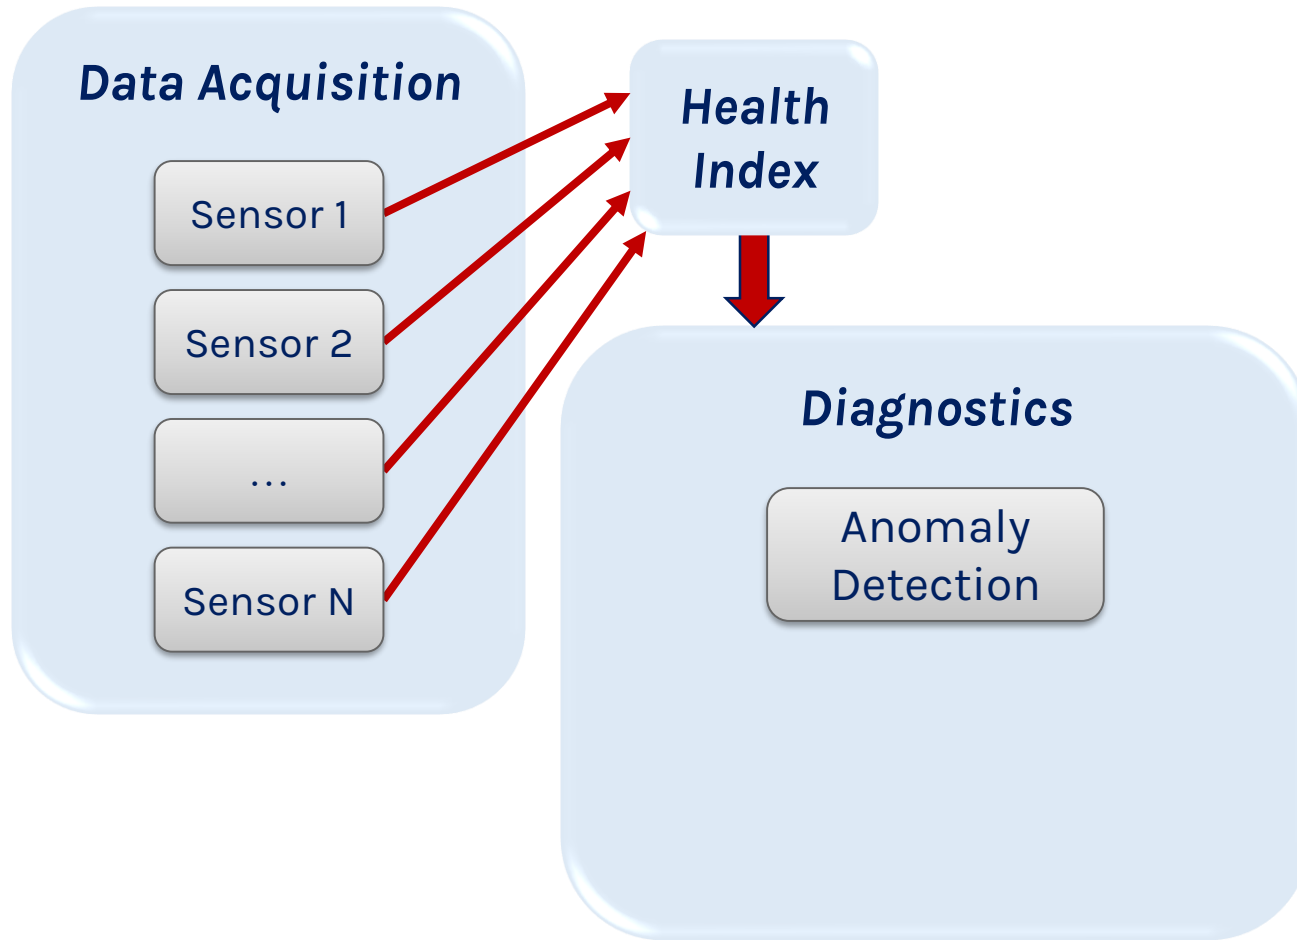 Data Acquisition
Sensor 1
Sensor 2
...
Sensor N
Health
Index
Diagnostics
Anomaly
Detection